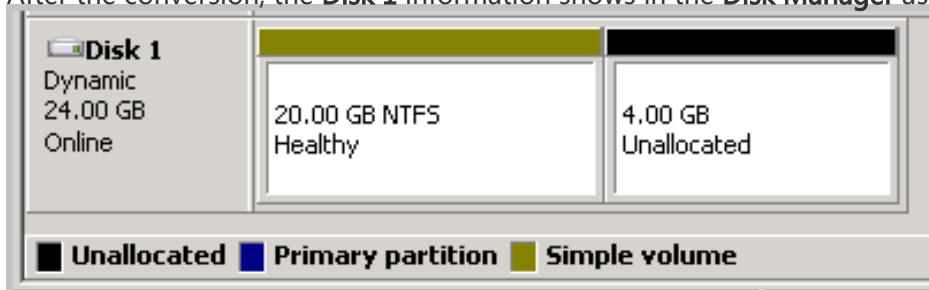 After the conversion, the Disk 1 information shows in the Disk Manager as
Disk 1
Dynamic
24.00 GB
Online
20.00 GB NTFS
Healthy
4.00 GB
Unallocated
Unallocated Primary partition Simple volume